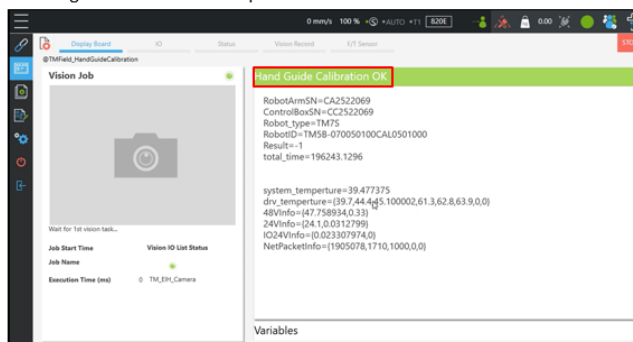 0 mm/s 100 % •AUTO •T1 820E 0.00
Display Board IO Status Vision Record F/T Sensor STO
@TMField_HandGuideCalibration
Vision Job
Hand Guide Calibration OK
RobotArmSN=CA2522069
ControlBoxSN=CC2522069
Robot_type=TM7S
RobotID=TM5B-070050100CAL0501000
Result=-1
total_time=196243.1296
system_temperture=39.477375
drv_temperture={39.7,44.4,45.100002,61.3,62.8,63.9,0,0}
48VInfo={47.758934,0.33}
24VInfo={24.1,0.0312799}
IO24VInfo={0.023307974,0}
NetPacketInfo={1905078,1710,1000,0,0}
Wait for 1st vision task...
Job Start Time Vision IO List Status
Job Name
Execution Time (ms) 0 TM_EIH_Camera
Variables